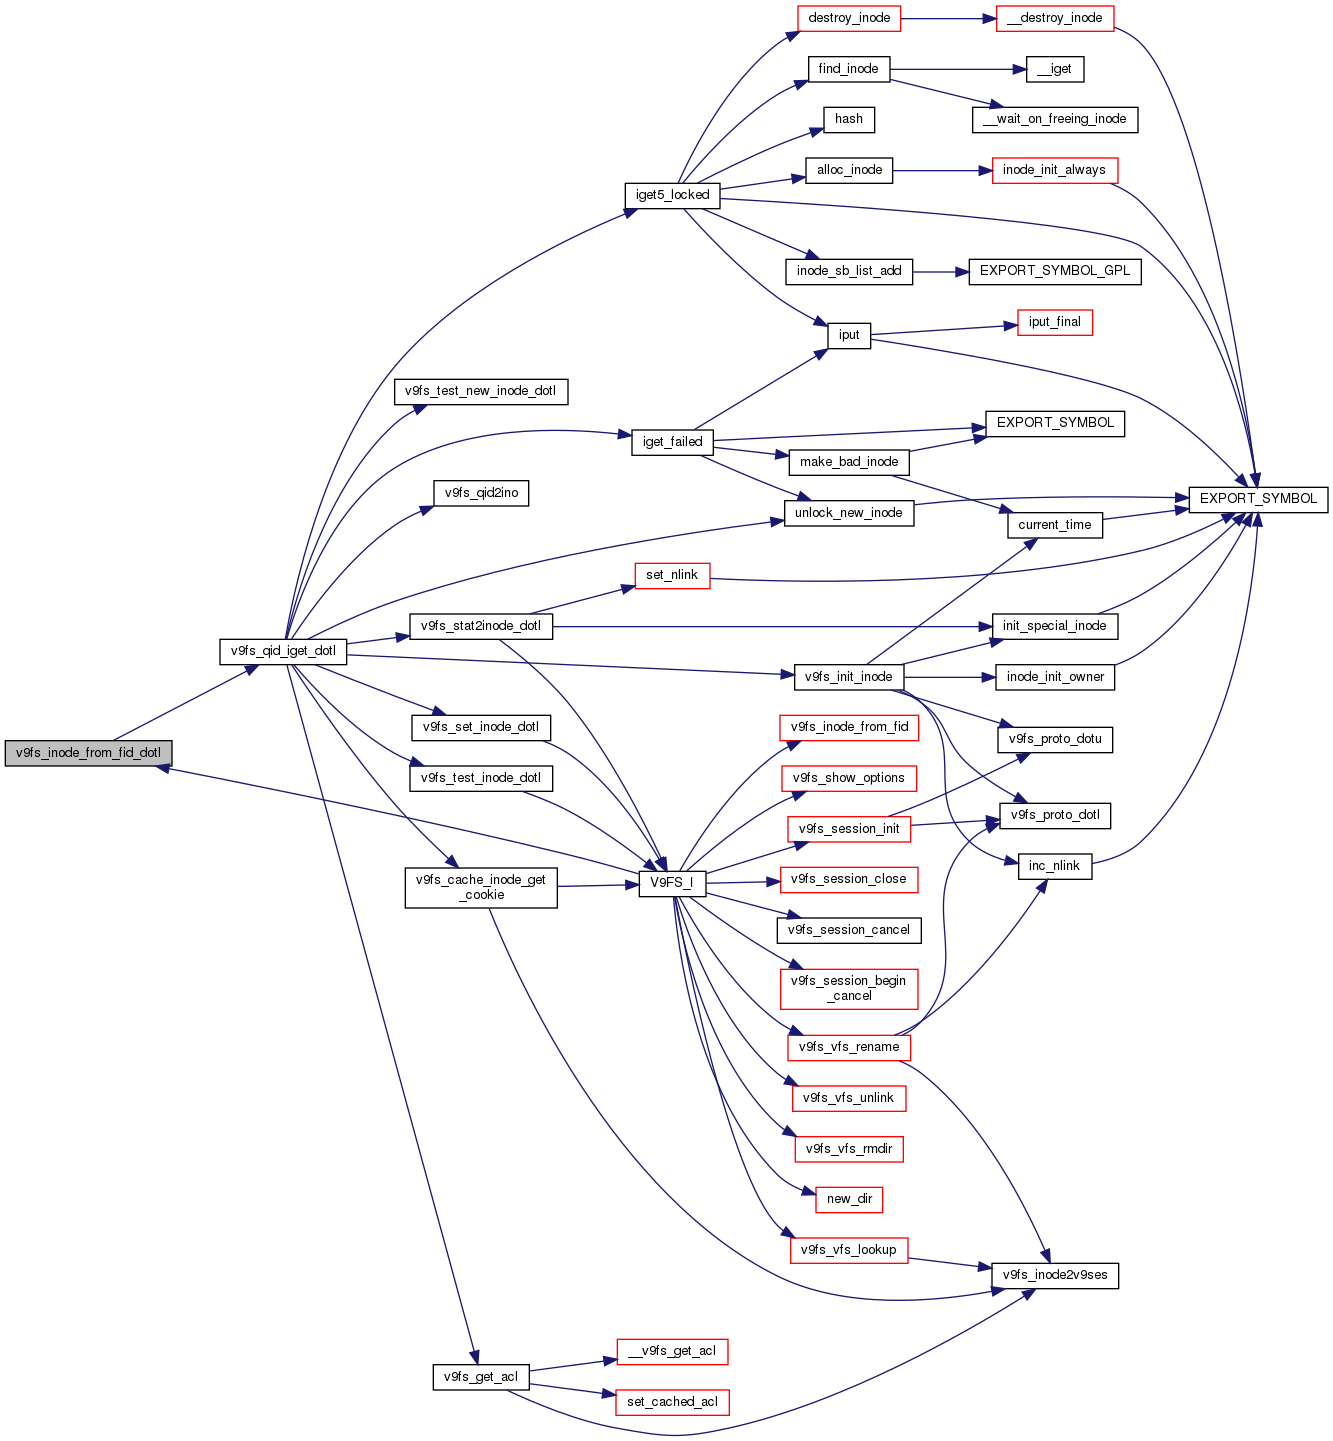 destroy_inode
__destroy_inode
find_inode
__iget
hash
__wait_on_freeing_inode
alloc_inode
inode_init_always
iget5_locked
inode_sb_list_add
EXPORT_SYMBOL_GPL
iput
iput_final
v9fs_test_new_inode_dotl
iget_failed
EXPORT_SYMBOL
make_bad_inode
v9fs_qid2ino
unlock_new_inode
current_time
EXPORT_SYMBOL
set_nlink
v9fs_stat2inode_dotl
init_special_inode
v9fs_qid_iget_dotl
v9fs_init_inode
inode_init_owner
v9fs_set_inode_dotl
v9fs_inode_from_fid
v9fs_proto_dotu
v9fs_inode_from_fid_dotl
v9fs_test_inode_dotl
v9fs_show_options
v9fs_session_init
v9fs_proto_dotl
v9fs_cache_inode_get
_cookie
V9FS_I
v9fs_session_close
inc_nlink
v9fs_session_cancel
v9fs_session_begin
_cancel
v9fs_vfs_rename
v9fs_vfs_unlink
v9fs_vfs_rmdir
new_dir
v9fs_vfs_lookup
v9fs_inode2v9ses
__v9fs_get_acl
v9fs_get_acl
set_cached_acl